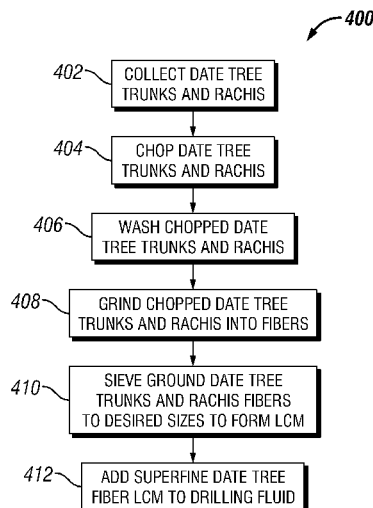 400
402
COLLECT DATE TREE
TRUNKS AND RACHIS
404
CHOP DATE TREE
TRUNKS AND RACHIS
406
WASH CHOPPED DATE
TREE TRUNKS AND RACHIS
408
GRIND CHOPPED DATE TREE
TRUNKS AND RACHIS INTO FIBERS
410
SIEVE GROUND DATE TREE
TRUNKS AND RACHIS FIBERS
TO DESIRED SIZES TO FORM LCM
412
ADD SUPERFINE DATE TREE
FIBER LCM TO DRILLING FLUID